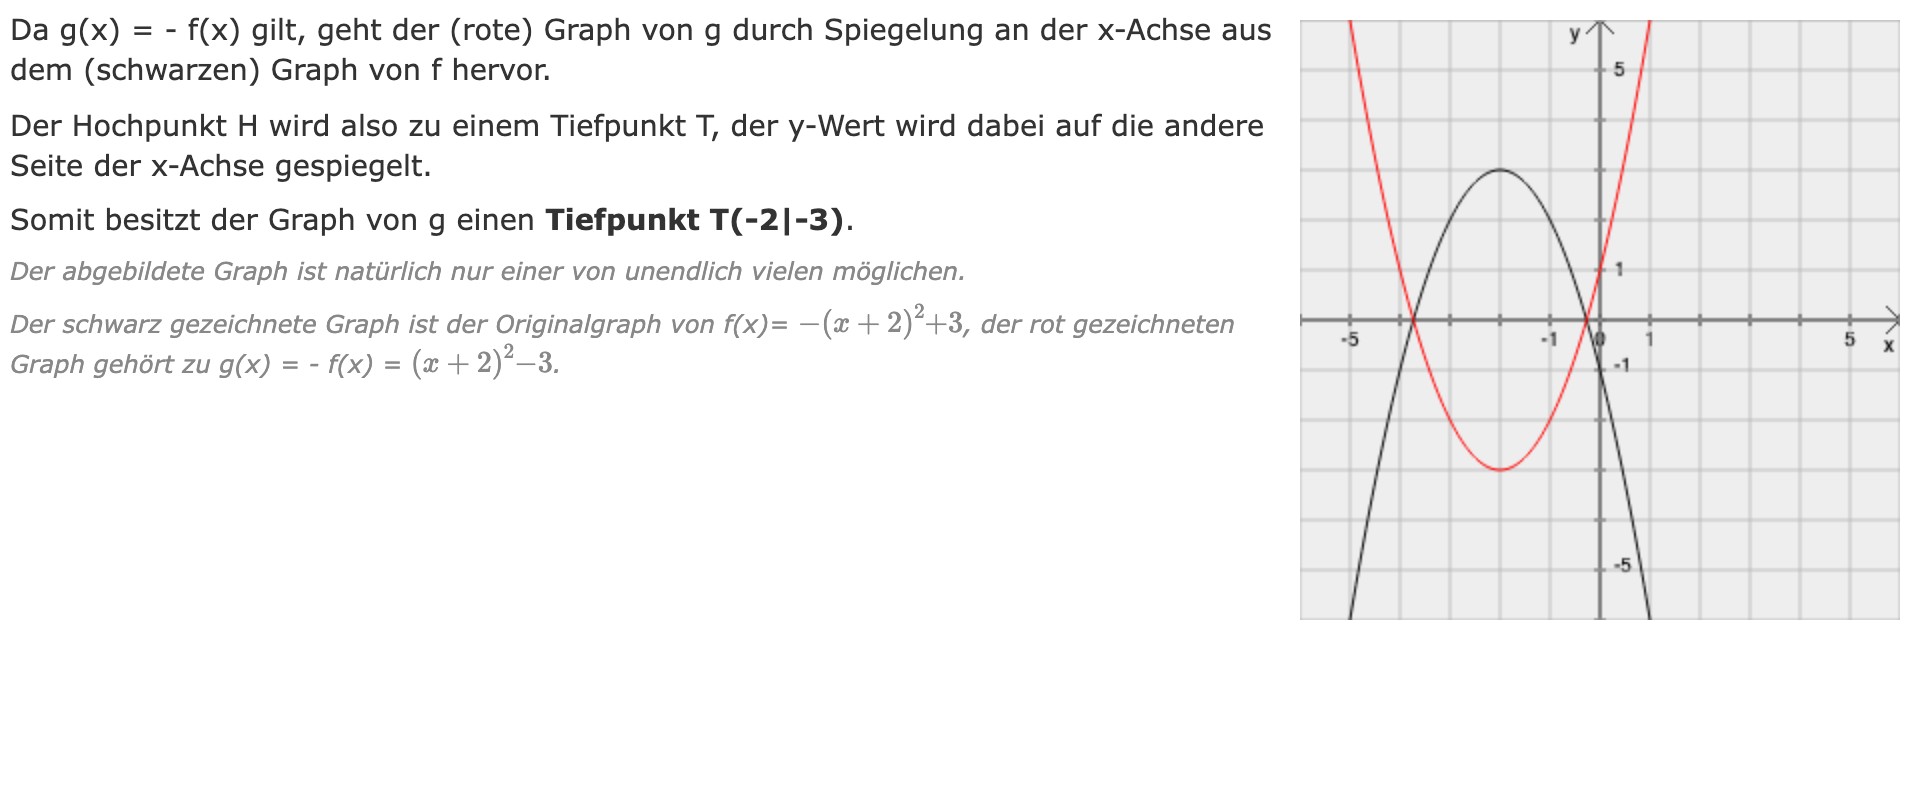 Da g(x) = - f(x) gilt, geht der (rote) Graph von g durch Spiegelung an der x-Achse aus
dem (schwarzen) Graph von f hervor.
Der Hochpunkt H wird also zu einem Tiefpunkt T, der y-Wert wird dabei auf die andere
Seite der x-Achse gespiegelt.
Somit besitzt der Graph von g einen Tiefpunkt T(-2|-3).
Der abgebildete Graph ist natürlich nur einer von unendlich vielen möglichen.
Der schwarz gezeichnete Graph ist der Originalgraph von f(x)= −(x + 2)²+3, der rot gezeichneten
Graph gehört zu g(x) = - f(x) = (x + 2)²−3.
y
5
1
-5 -1 0 1 5 x
-1
-5